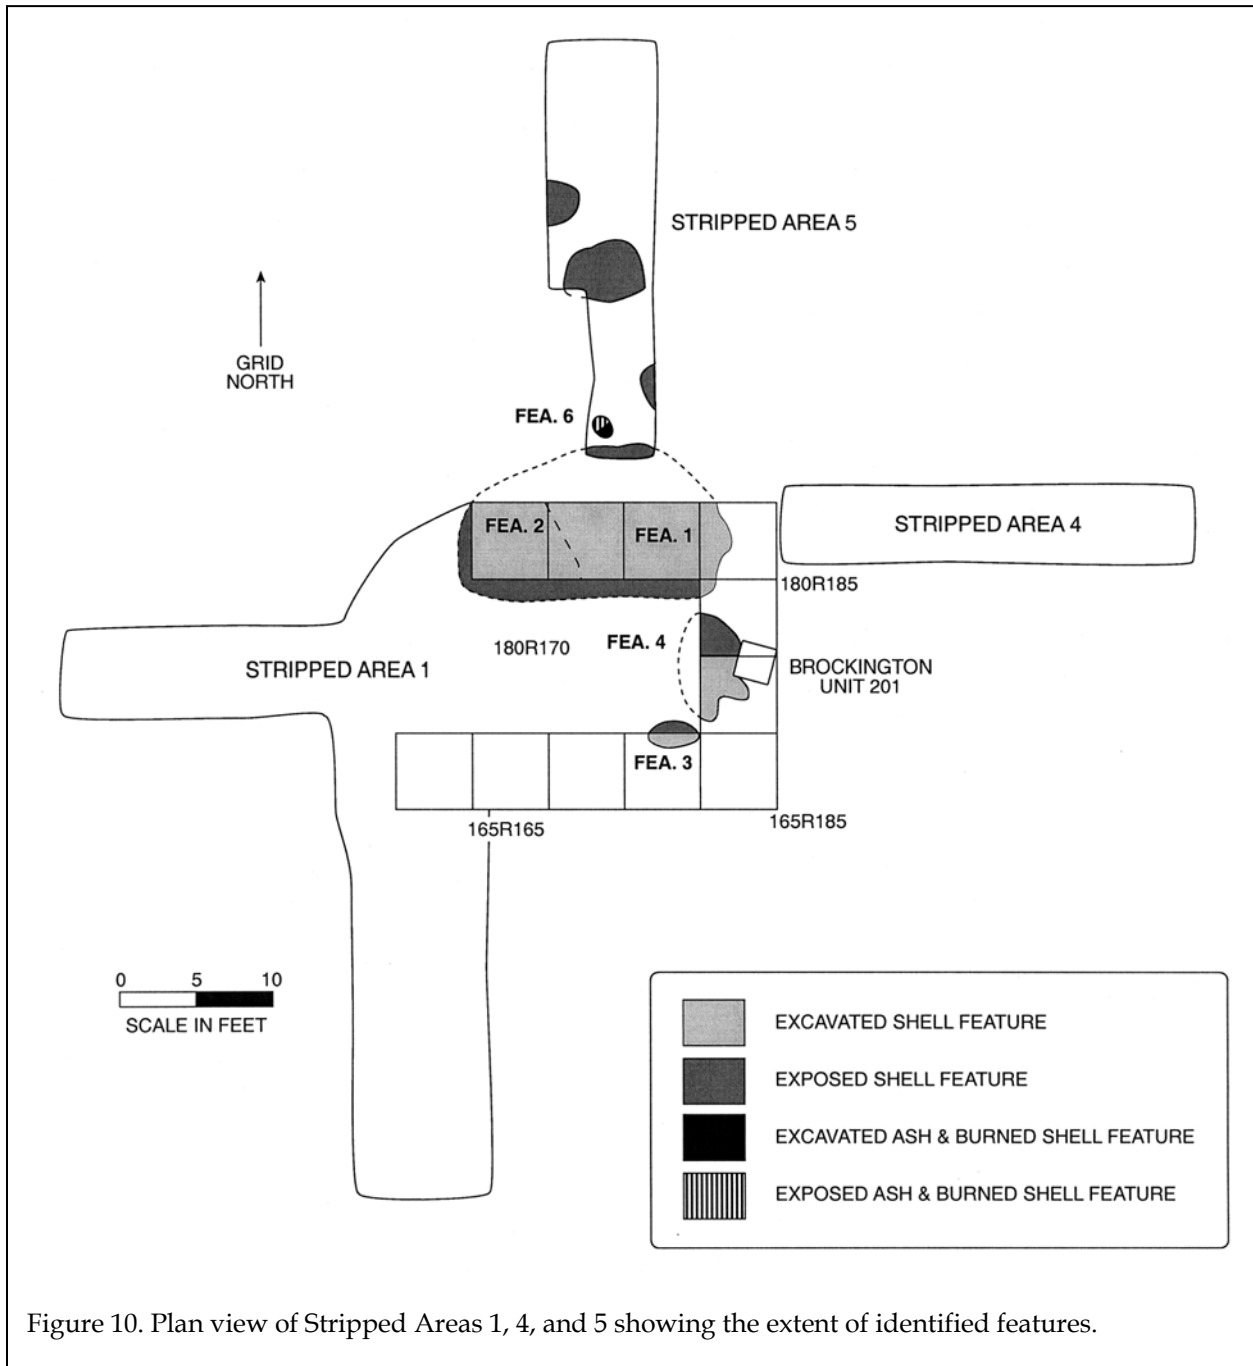 STRIPPED AREA 5
GRID
NORTH
FEA. 6
FEA. 2
FEA. 1
STRIPPED AREA 4
180R185
180R170
FEA. 4
STRIPPED AREA 1
BROCKINGTON
UNIT 201
FEA. 3
165R165
165R185
0 5 10
SCALE IN FEET
EXCAVATED SHELL FEATURE
EXPOSED SHELL FEATURE
EXCAVATED ASH & BURNED SHELL FEATURE
EXPOSED ASH & BURNED SHELL FEATURE
Figure 10. Plan view of Stripped Areas 1, 4, and 5 showing the extent of identified features.